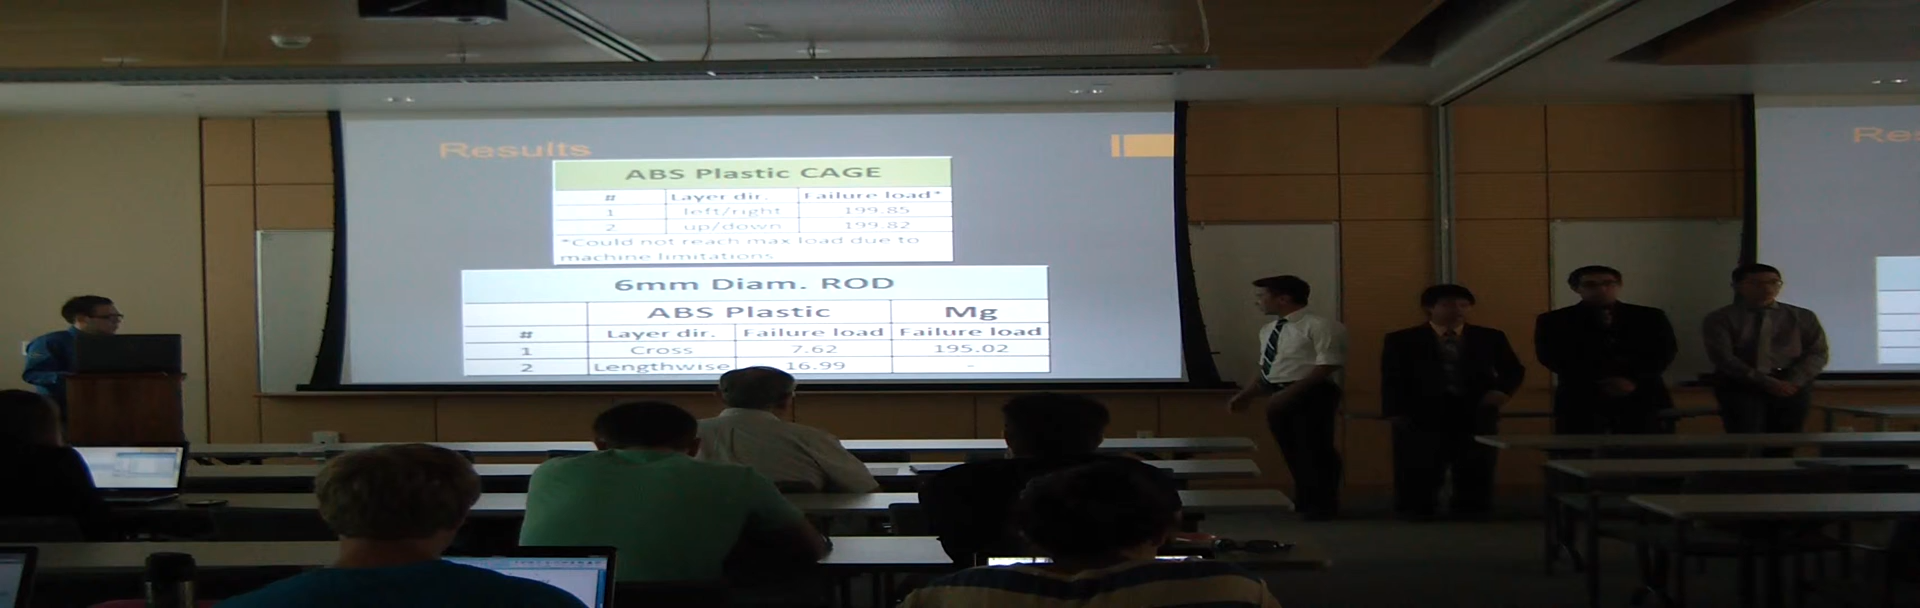 Results
ABS Plastic CAGE
# Layer dir. Failure load*
1 left/right 199.85
2 up/down 199.82
*Could not reach max load due to
machine limitations
6mm Diam. ROD
ABS Plastic Mg
# Layer dir. Failure load Failure load
1 Cross 7.62 195.02
2 Lengthwise 16.99 -
Re